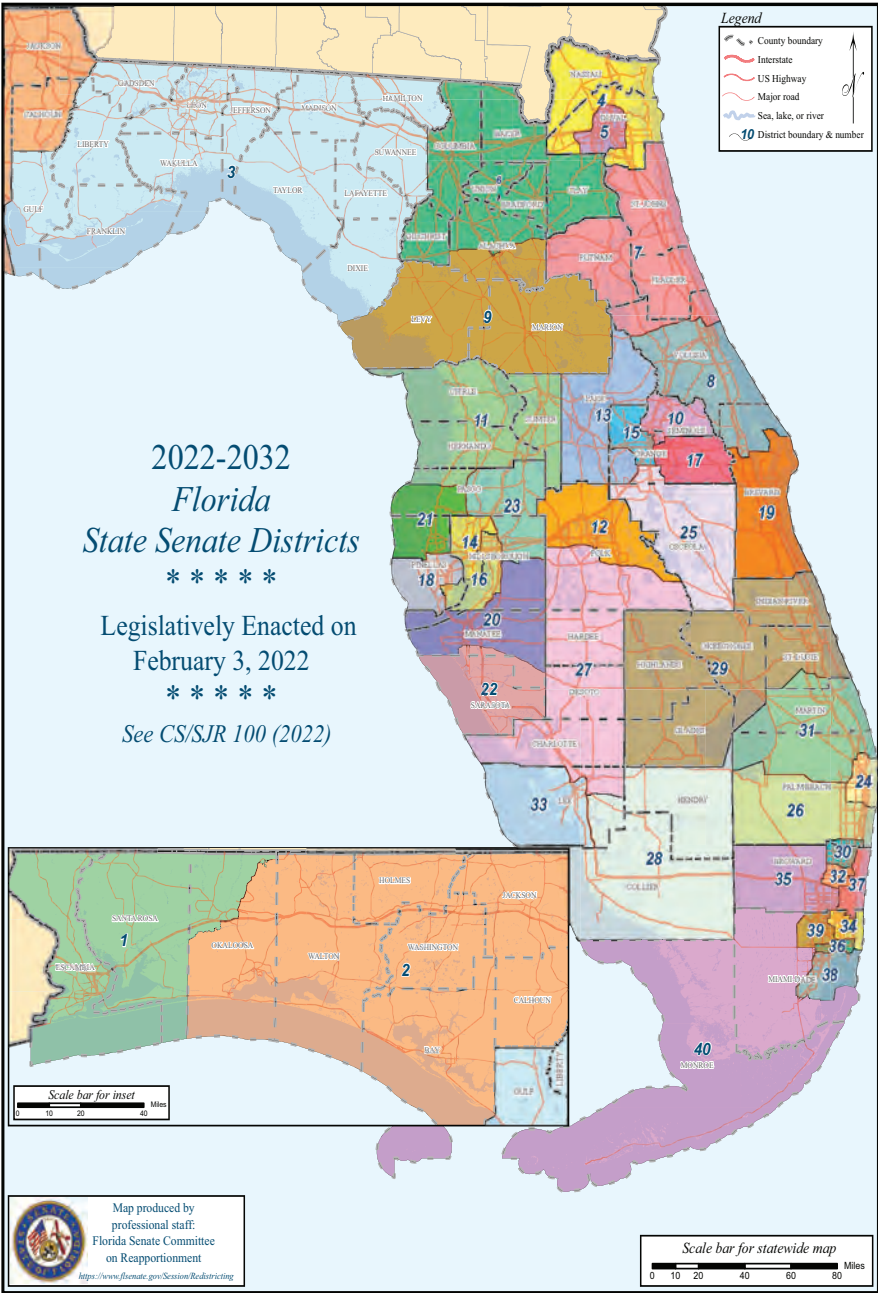 Legend
County boundary
Interstate
US Highway
Major road
Sea, lake, or river
10 District boundary & number
N
JACKSON
NASSAU
GADSDEN
LEON
JEFFERSON
MADISON
HAMILTON
CALHOUN
4
DUVAL
5
LIBERTY
WAKULLA
3
SUWANNEE
COLUMBIA
BAKER
TAYLOR
LAFAYETTE
UNION
6
BRADFORD
CLAY
ST JOHNS
GULF
FRANKLIN
GILCHRIST
ALACHUA
PUTNAM
7
FLAGLER
DIXIE
LEVY
9
MARION
VOLUSIA
8
CITRUS
11
SUMTER
LAKE
13
15
10
SEMINOLE
HERNANDO
ORANGE
17
2022-2032
Florida
State Senate Districts
* * * * *
Legislatively Enacted on
February 3, 2022
* * * * *
See CS/SJR 100 (2022)
PASCO
23
BREVARD
19
21
14
12
25
OSCEOLA
HILLSBOROUGH
POLK
PINELLAS
18
16
INDIAN RIVER
20
MANATEE
HARDEE
OKEECHOBEE
HIGHLANDS
29
ST LUCIE
27
22
SARASOTA
DESOTO
MARTIN
31
GLADES
CHARLOTTE
24
PALM BEACH
33
LEE
HENDRY
26
28
COLLIER
30
BROWARD
35
32
37
39
34
36
MIAMI-DADE
38
40
MONROE
HOLMES
JACKSON
SANTA ROSA
1
OKALOOSA
WALTON
WASHINGTON
ESCAMBIA
2
CALHOUN
BAY
GULF
LIBERTY
Scale bar for inset
Miles
0 10 20 40
Map produced by
professional staff:
Florida Senate Committee
on Reapportionment
https://www.flsenate.gov/Session/Redistricting
Scale bar for statewide map
Miles
0 10 20 40 60 80